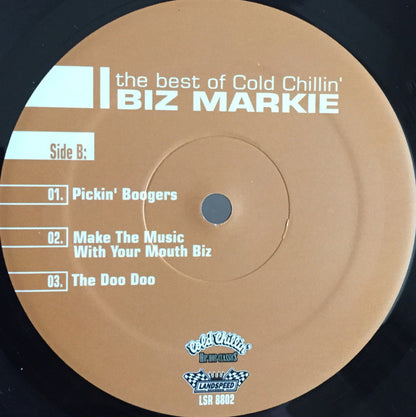 the best of Cold Chillin'
BIZ MARKIE
Side B:
01. Pickin' Boogers
02. Make The Music
With Your Mouth Biz
03. The Doo Doo
Cold Chillin'
HIP-HOP CLASSICS
LANDSPEED
LSR 8802